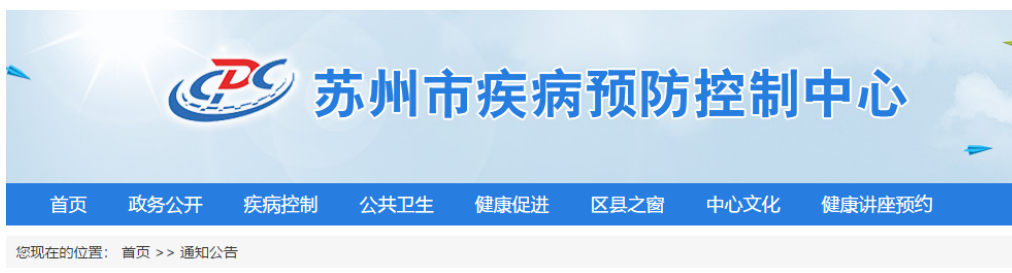 CDC 苏州市疾病预防控制中心
首页 政务公开 疾病控制 公共卫生 健康促进 区县之窗 中心文化 健康讲座预约
您现在的位置： 首页 >> 通知公告